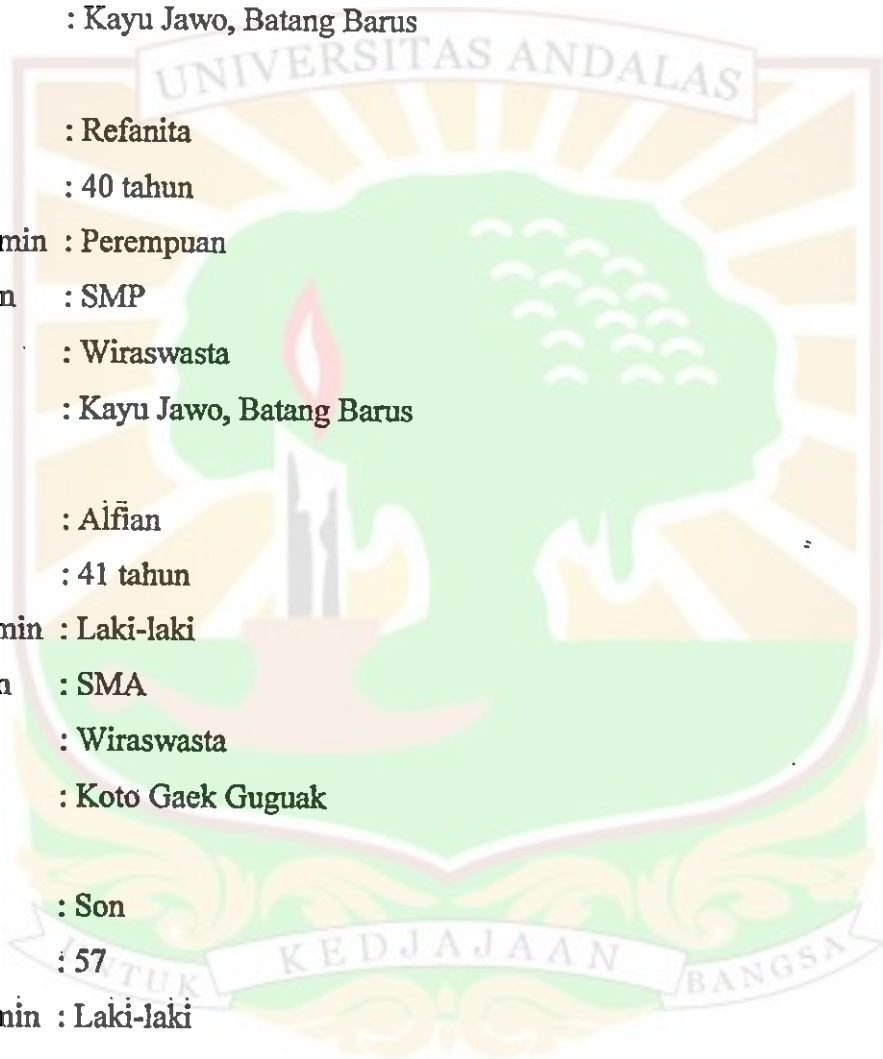 : Kayu Jawo, Batang Barus
UNIVERSITAS ANDALAS
: Refanita
: 40 tahun
min : Perempuan
n : SMP
: Wiraswasta
: Kayu Jawo, Batang Barus
: Alfian
: 41 tahun
min : Laki-laki
n : SMA
: Wiraswasta
: Koto Gaek Guguak
: Son
: 57
min : Laki-laki
UNTUK KEDJAJAAN BANGSA